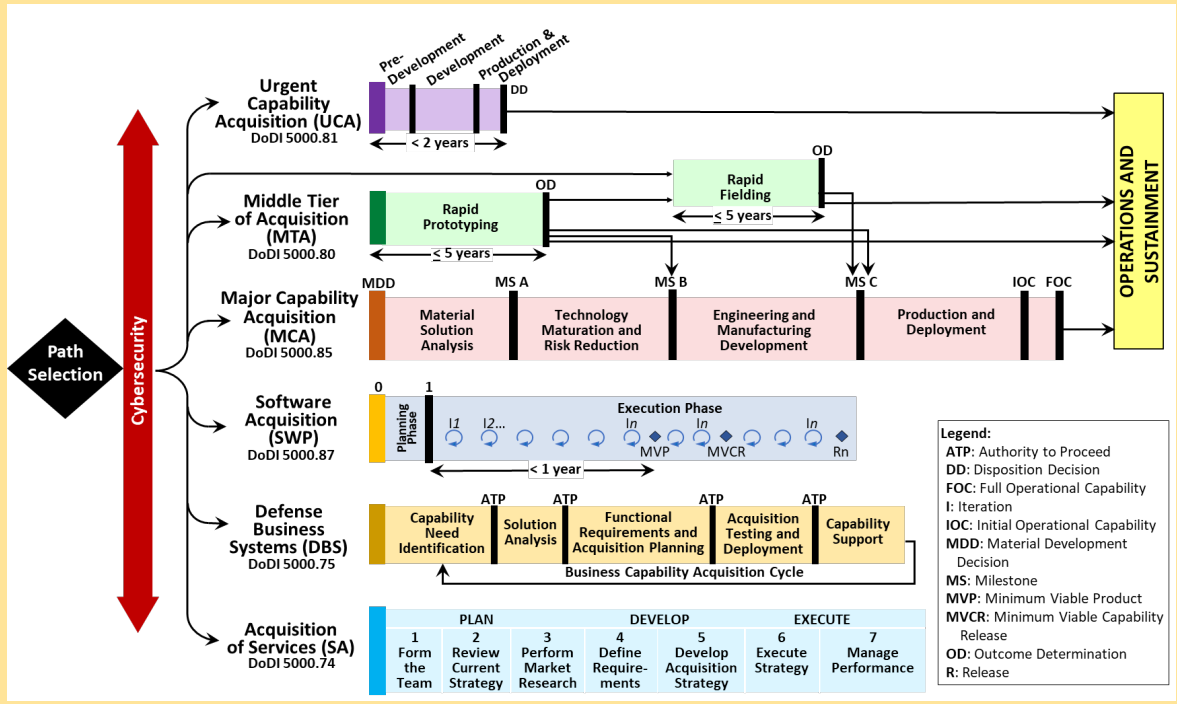 Path
Selection
Cybersecurity
Urgent
Capability
Acquisition (UCA)
DoDI 5000.81
Pre-
Development
Development
Production &
Deployment
DD
< 2 years
Middle Tier
of Acquisition
(MTA)
DoDI 5000.80
Rapid
Prototyping
OD
≤ 5 years
Rapid
Fielding
OD
≤ 5 years
Major Capability
Acquisition
(MCA)
DoDI 5000.85
MDD
MS A
MS B
MS C
IOC
FOC
Material
Solution
Analysis
Technology
Maturation and
Risk Reduction
Engineering and
Manufacturing
Development
Production and
Deployment
OPERATIONS AND
SUSTAINMENT
Software
Acquisition
(SWP)
DoDI 5000.87
0
1
Planning
Phase
Execution Phase
I1
I2...
In
In
In
MVP
MVCR
Rn
< 1 year
Defense
Business
Systems (DBS)
DoDI 5000.75
ATP
ATP
ATP
ATP
Capability
Need
Identification
Solution
Analysis
Functional
Requirements and
Acquisition Planning
Acquisition
Testing and
Deployment
Capability
Support
Business Capability Acquisition Cycle
Acquisition
of Services (SA)
DoDI 5000.74
PLAN
DEVELOP
EXECUTE
1
Form
the
Team
2
Review
Current
Strategy
3
Perform
Market
Research
4
Define
Require-
ments
5
Develop
Acquisition
Strategy
6
Execute
Strategy
7
Manage
Performance
Legend:
ATP: Authority to Proceed
DD: Disposition Decision
FOC: Full Operational Capability
I: Iteration
IOC: Initial Operational Capability
MDD: Material Development
Decision
MS: Milestone
MVP: Minimum Viable Product
MVCR: Minimum Viable Capability
Release
OD: Outcome Determination
R: Release